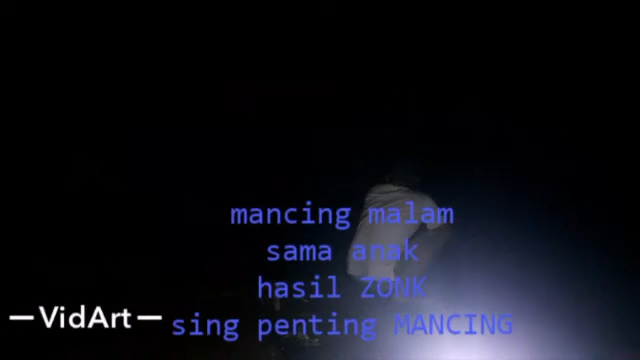 mancing malam
sama anak
hasil ZONK
sing penting MANCING
—VidArt—